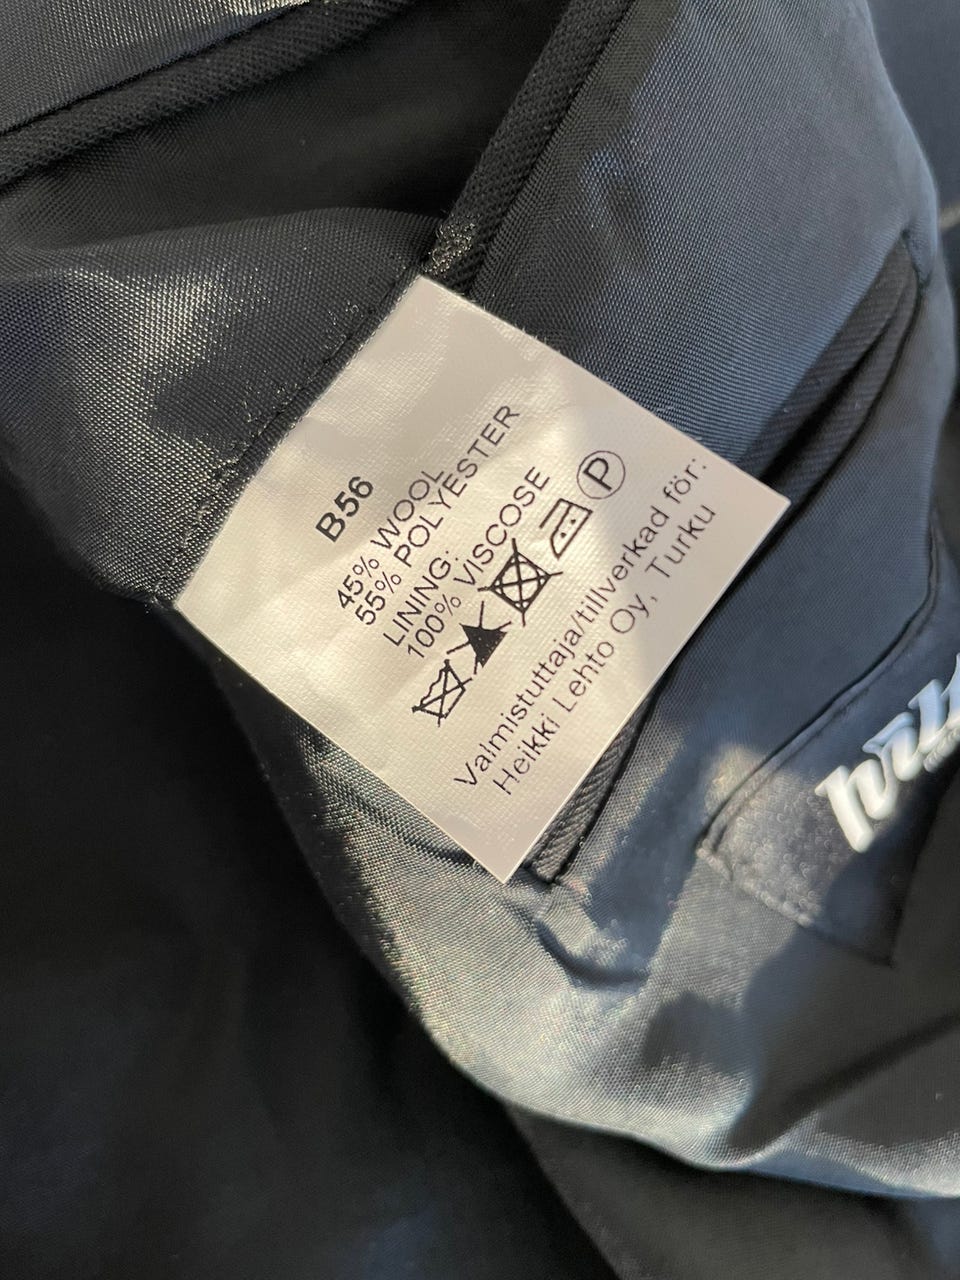 B56
45% WOOL
55% POLYESTER
LINING:
100% VISCOSE
P
Valmistuttaja/tillverkad för:
Heikki Lehto Oy, Turku